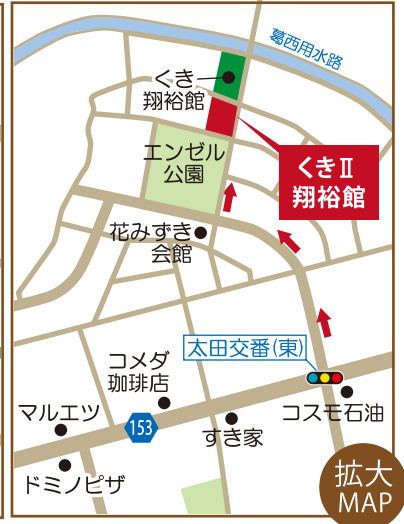 葛西用水路
くき
翔裕館
エンゼル
公園
くきⅡ
翔裕館
花みずき
会館
太田交番(東)
コメダ
珈琲店
マルエツ
153
すき家
コスモ石油
ドミノピザ
拡大
MAP